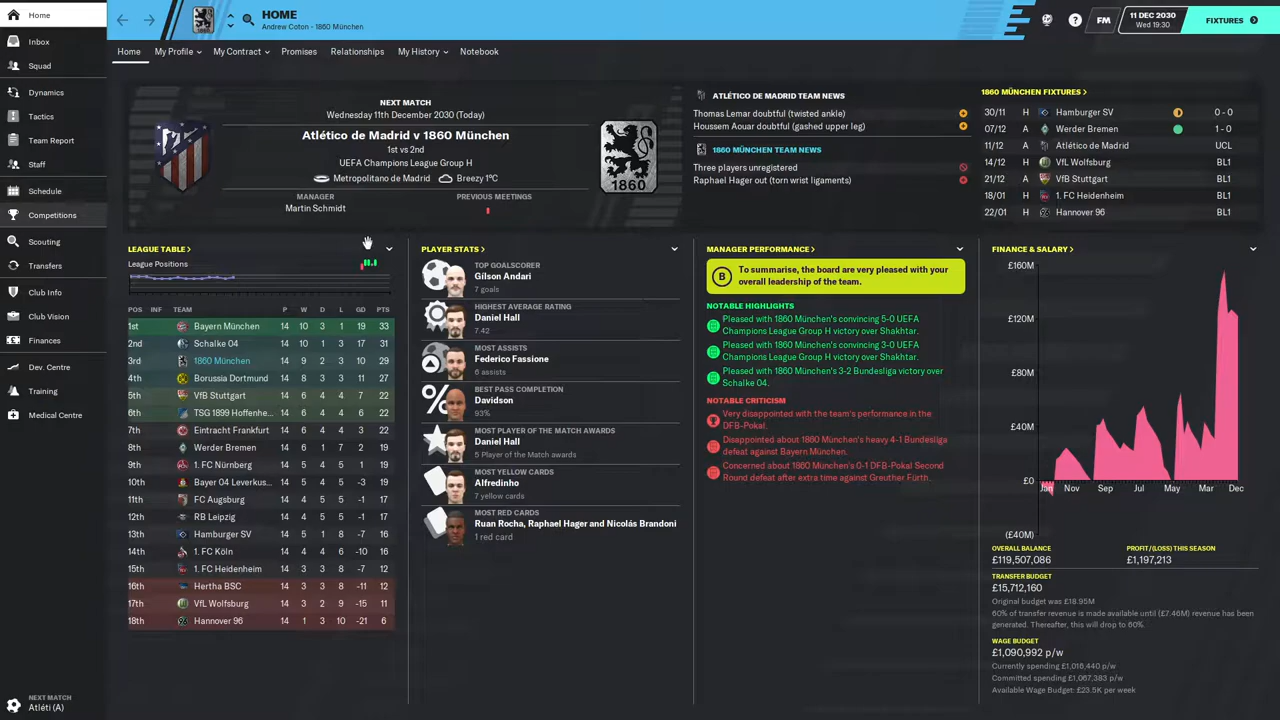 Home
HOME
Andrew Coton - 1860 München
FM
11 DEC 2030
Wed 19:30
FIXTURES
Inbox
Squad
Dynamics
Tactics
Team Report
Staff
Schedule
Competitions
Scouting
Transfers
Club Info
Club Vision
Finances
Dev. Centre
Training
Medical Centre
NEXT MATCH
Atléti (A)
Home My Profile My Contract Promises Relationships My History Notebook
NEXT MATCH
Wednesday 11th December 2030 (Today)
Atlético de Madrid v 1860 München
1st vs 2nd
UEFA Champions League Group H
Metropolitano de Madrid Breezy 1°C
MANAGER PREVIOUS MEETINGS
Martin Schmidt
1860
ATLÉTICO DE MADRID TEAM NEWS
Thomas Lemar doubtful (twisted ankle)
Houssem Aouar doubtful (gashed upper leg)
1860 MÜNCHEN TEAM NEWS
Three players unregistered
Raphael Hager out (torn wrist ligaments)
1860 MÜNCHEN FIXTURES >
30/11 H Hamburger SV 0 - 0
07/12 A Werder Bremen 1 - 0
11/12 A Atlético de Madrid UCL
14/12 H VfL Wolfsburg BL1
21/12 A VfB Stuttgart BL1
18/01 A 1. FC Heidenheim BL1
22/01 H Hannover 96 BL1
LEAGUE TABLE >
League Positions
POS INF TEAM P W D L GD PTS
1st Bayern München 14 10 3 1 19 33
2nd Schalke 04 14 10 1 3 17 31
3rd 1860 München 14 9 2 3 10 29
4th Borussia Dortmund 14 8 3 3 11 27
5th VfB Stuttgart 14 6 4 4 7 22
6th TSG 1899 Hoffenhe... 14 6 4 4 6 22
7th Eintracht Frankfurt 14 6 4 4 3 22
8th Werder Bremen 14 6 1 7 2 19
9th 1. FC Nürnberg 14 5 4 5 1 19
10th Bayer 04 Leverkus... 14 5 4 5 -3 19
11th FC Augsburg 14 4 5 5 -1 17
12th RB Leipzig 14 4 5 5 -1 17
13th Hamburger SV 14 5 1 8 -7 16
14th 1. FC Köln 14 4 4 6 -10 16
15th 1. FC Heidenheim 14 3 3 8 -7 12
16th Hertha BSC 14 3 3 8 -11 12
17th VfL Wolfsburg 14 3 2 9 -15 11
18th Hannover 96 14 1 3 10 -21 6
PLAYER STATS >
TOP GOALSCORER
Gílson Andari
7 goals
HIGHEST AVERAGE RATING
Daniel Hall
7.42
MOST ASSISTS
Federico Fassione
6 assists
BEST PASS COMPLETION
Davidson
93%
MOST PLAYER OF THE MATCH AWARDS
Daniel Hall
5 Player of the Match awards
MOST YELLOW CARDS
Alfredinho
7 yellow cards
MOST RED CARDS
Ruan Rocha, Raphael Hager and Nicolás Brandoni
1 red card
MANAGER PERFORMANCE >
B
To summarise, the board are very pleased with your
overall leadership of the team.
NOTABLE HIGHLIGHTS
Pleased with 1860 München's convincing 5-0 UEFA
Champions League Group H victory over Shakhtar.
Pleased with 1860 München's convincing 3-0 UEFA
Champions League Group H victory over Shakhtar.
Pleased with 1860 München's 3-2 Bundesliga victory over
Schalke 04.
NOTABLE CRITICISM
Very disappointed with the team's performance in the
DFB-Pokal.
Disappointed about 1860 München's heavy 4-1 Bundesliga
defeat against Bayern München.
Concerned about 1860 München's 0-1 DFB-Pokal Second
Round defeat after extra time against Greuther Fürth.
FINANCE & SALARY >
£160M
£120M
£80M
£40M
£0
(£40M)
Jan Nov Sep Jul May Mar Dec
OVERALL BALANCE PROFIT/(LOSS) THIS SEASON
£119,507,086 £1,197,213
TRANSFER BUDGET
£15,712,160
Original budget was £18.95M
60% of transfer revenue is made available until (£7.46M) revenue has been
generated. Thereafter, this will drop to 60%.
WAGE BUDGET
£1,090,992 p/w
Currently spending £1,018,440 p/w
Committed spending £1,067,383 p/w
Available Wage Budget: £23.5K per week